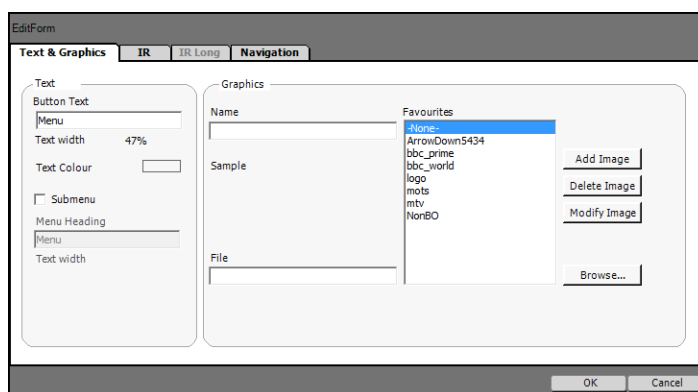 EditForm
Text & Graphics IR IR Long Navigation
Text
Button Text
Menu
Text width 47%
Text Colour
Submenu
Menu Heading
Menu
Text width
Graphics
Name
Sample
File
Favourites
-None-
ArrowDown5434
bbc_prime
bbc_world
logo
mots
mtv
NonBO
Add Image
Delete Image
Modify Image
Browse...
OK Cancel